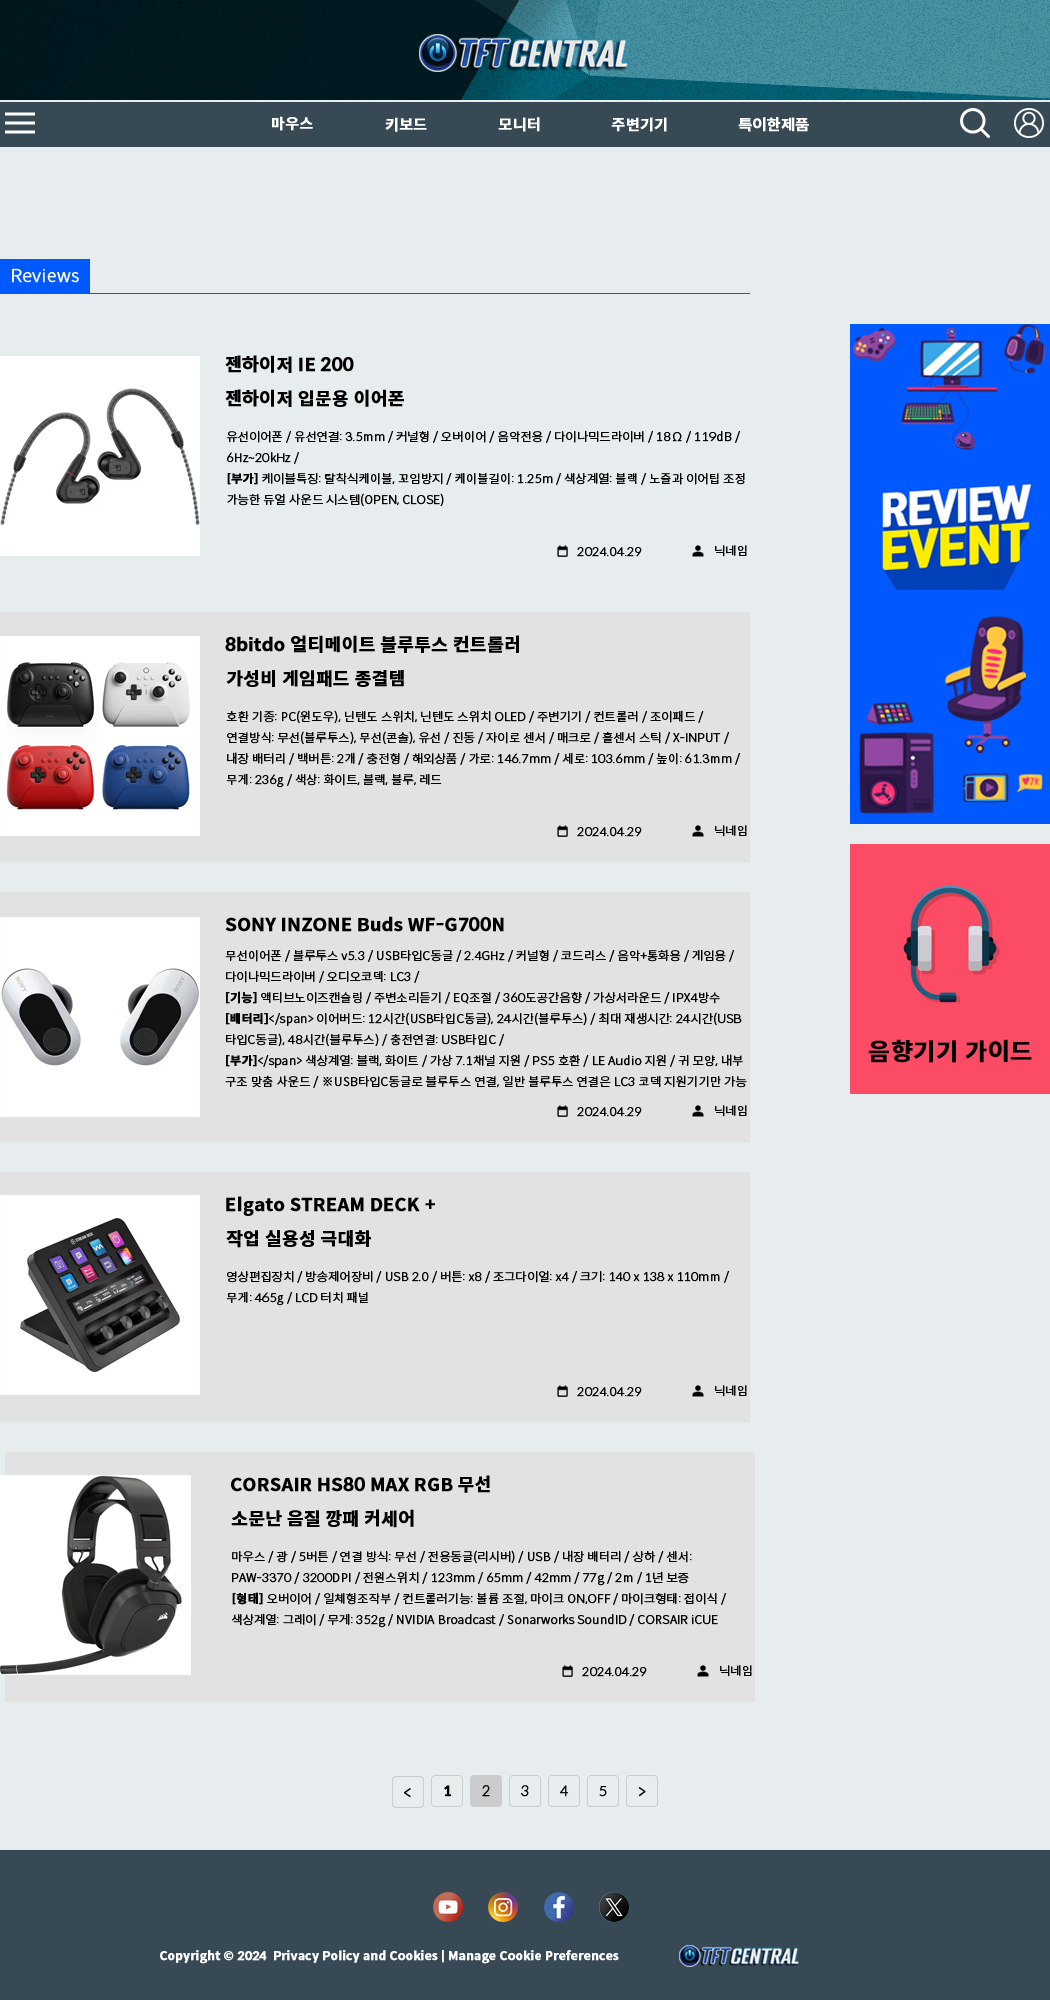 TFTCENTRAL
마우스 키보드 모니터 주변기기 특이한제품
Reviews
젠하이저 IE 200
젠하이저 입문용 이어폰
유선이어폰 / 유선연결: 3.5mm / 커널형 / 오버이어 / 음악전용 / 다이나믹드라이버 / 18Ω / 119dB /
6Hz~20kHz /
[부가] 케이블특징: 탈착식케이블, 꼬임방지 / 케이블길이: 1.25m / 색상계열: 블랙 / 노즐과 이어팁 조정
가능한 듀얼 사운드 시스템(OPEN, CLOSE)
2024.04.29 닉네임
8bitdo 얼티메이트 블루투스 컨트롤러
가성비 게임패드 종결템
호환 기종: PC(윈도우), 닌텐도 스위치, 닌텐도 스위치 OLED / 주변기기 / 컨트롤러 / 조이패드 /
연결방식: 무선(블루투스), 무선(콘솔), 유선 / 진동 / 자이로 센서 / 매크로 / 홀센서 스틱 / X-INPUT /
내장 배터리 / 백버튼: 2개 / 충전형 / 해외상품 / 가로: 146.7mm / 세로: 103.6mm / 높이: 61.3mm /
무게: 236g / 색상: 화이트, 블랙, 블루, 레드
2024.04.29 닉네임
SONY INZONE Buds WF-G700N
무선이어폰 / 블루투스 v5.3 / USB타입C동글 / 2.4GHz / 커널형 / 코드리스 / 음악+통화용 / 게임용 /
다이나믹드라이버 / 오디오코덱: LC3 /
[기능] 액티브노이즈캔슬링 / 주변소리듣기 / EQ조절 / 360도공간음향 / 가상서라운드 / IPX4방수
[배터리]</span> 이어버드: 12시간(USB타입C동글), 24시간(블루투스) / 최대 재생시간: 24시간(USB
타입C동글), 48시간(블루투스) / 충전연결: USB타입C /
[부가]</span> 색상계열: 블랙, 화이트 / 가상 7.1채널 지원 / PS5 호환 / LE Audio 지원 / 귀 모양, 내부
구조 맞춤 사운드 / ※USB타입C동글로 블루투스 연결, 일반 블루투스 연결은 LC3 코덱 지원기기만 가능
2024.04.29 닉네임
Elgato STREAM DECK +
작업 실용성 극대화
영상편집장치 / 방송제어장비 / USB 2.0 / 버튼: x8 / 조그다이얼: x4 / 크기: 140 x 138 x 110mm /
무게: 465g / LCD 터치 패널
2024.04.29 닉네임
CORSAIR HS80 MAX RGB 무선
소문난 음질 깡패 커세어
마우스 / 광 / 5버튼 / 연결 방식: 무선 / 전용동글(리시버) / USB / 내장 배터리 / 상하 / 센서:
PAW-3370 / 3200DPI / 전원스위치 / 123mm / 65mm / 42mm / 77g / 2m / 1년 보증
[형태] 오버이어 / 일체형조작부 / 컨트롤러기능: 볼륨 조절, 마이크 ON,OFF / 마이크형태: 접이식 /
색상계열: 그레이 / 무게: 352g / NVIDIA Broadcast / Sonarworks SoundID / CORSAIR iCUE
2024.04.29 닉네임
REVIEW
EVENT
음향기기 가이드
< 1 2 3 4 5 >
Copyright © 2024 Privacy Policy and Cookies | Manage Cookie Preferences
TFTCENTRAL